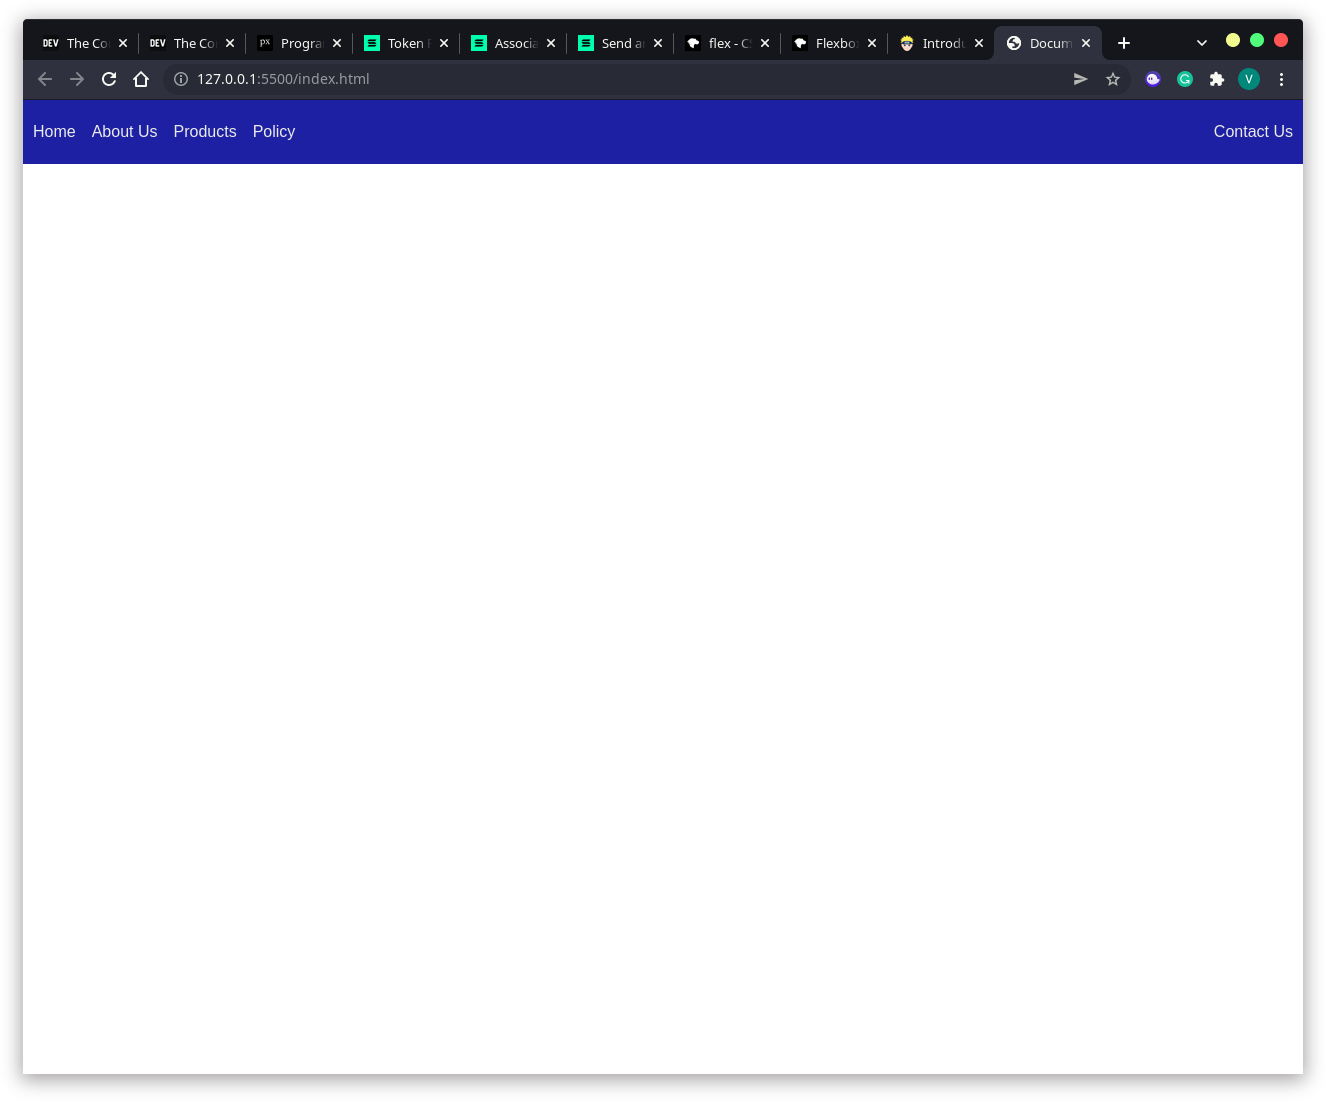 DEV The Co DEV The Co px Progra Token Associa Send a flex - C Flexbo Introdu Docum
127.0.0.1:5500/index.html V
Home About Us Products Policy Contact Us